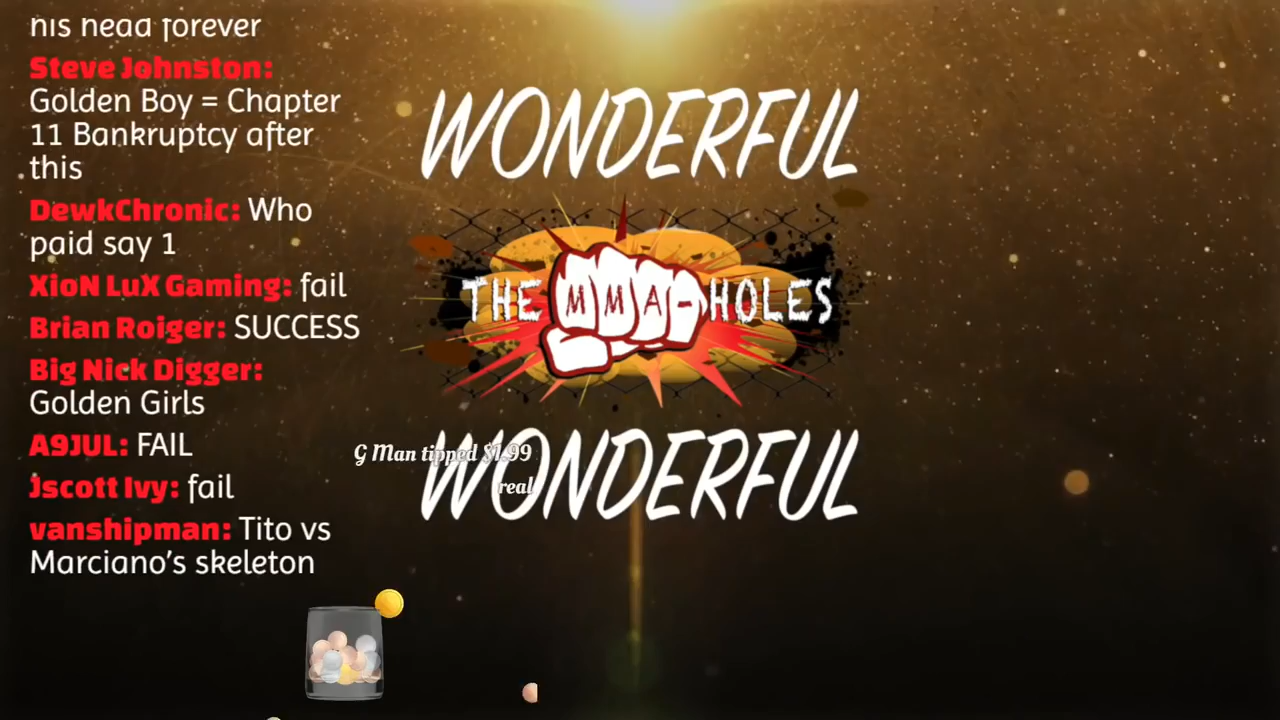 his head forever
Steve Johnston:
Golden Boy = Chapter
11 Bankruptcy after
this
DewkChronic: Who
paid say 1
XioN LuX Gaming: fail
Brian Roiger: SUCCESS
Big Nick Digger:
Golden Girls
A9JUL: FAIL
Jscott Ivy: fail
vanshipman: Tito vs
Marciano's skeleton
WONDERFUL
THE MMA-HOLES
WONDERFUL
G Man tipped $1.99
real